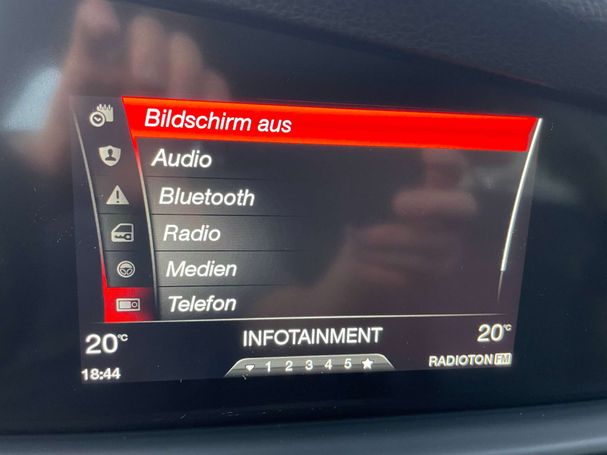 Bildschirm aus
Audio
Bluetooth
Radio
Medien
Telefon
20°C INFOTAINMENT 20°C
18:44 1 2 3 4 5 RADIOTON FM